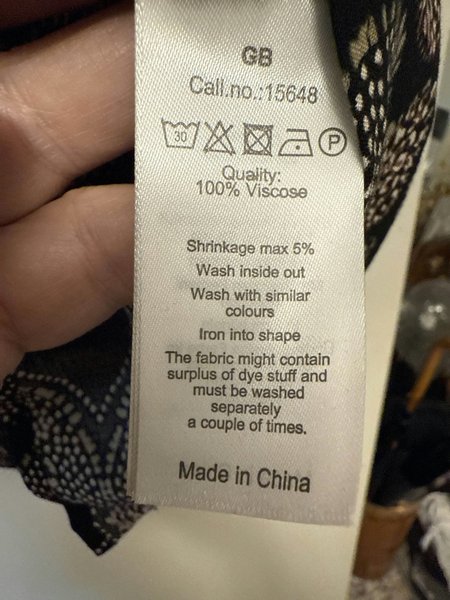 GB
Call.no.:15648
30
P
Quality:
100% Viscose
Shrinkage max 5%
Wash inside out
Wash with similar
colours
Iron into shape
The fabric might contain
surplus of dye stuff and
must be washed
separately
a couple of times.
Made in China